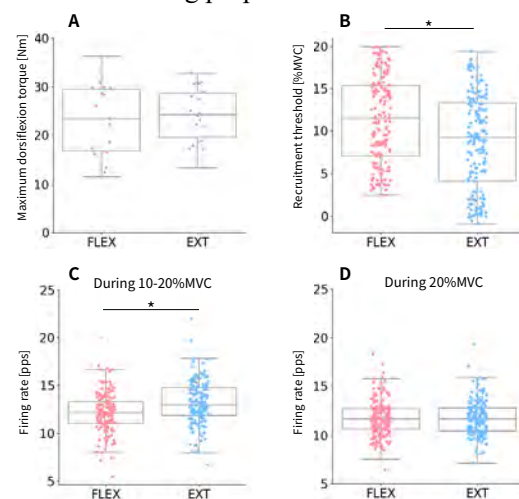 A
Maximum dorsiflexion torque [Nm]
40
30
20
10
0
FLEX EXT
B
*
Recruitment threshold [%MVC]
20
15
10
5
0
FLEX EXT
C
During 10-20%MVC
*
Firing rate [pps]
25
20
15
10
5
FLEX EXT
D
During 20%MVC
Firing rate [pps]
25
20
15
10
5
FLEX EXT